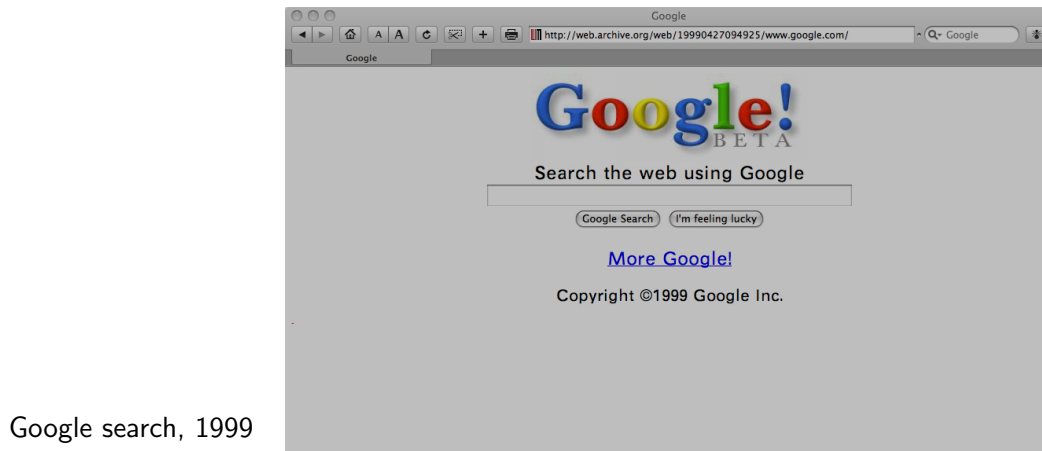 Google
A A
http://web.archive.org/web/19990427094925/www.google.com/
Google
Google
Google!
BETA
Search the web using Google
Google Search
I'm feeling lucky
More Google!
Copyright ©1999 Google Inc.
Google search, 1999